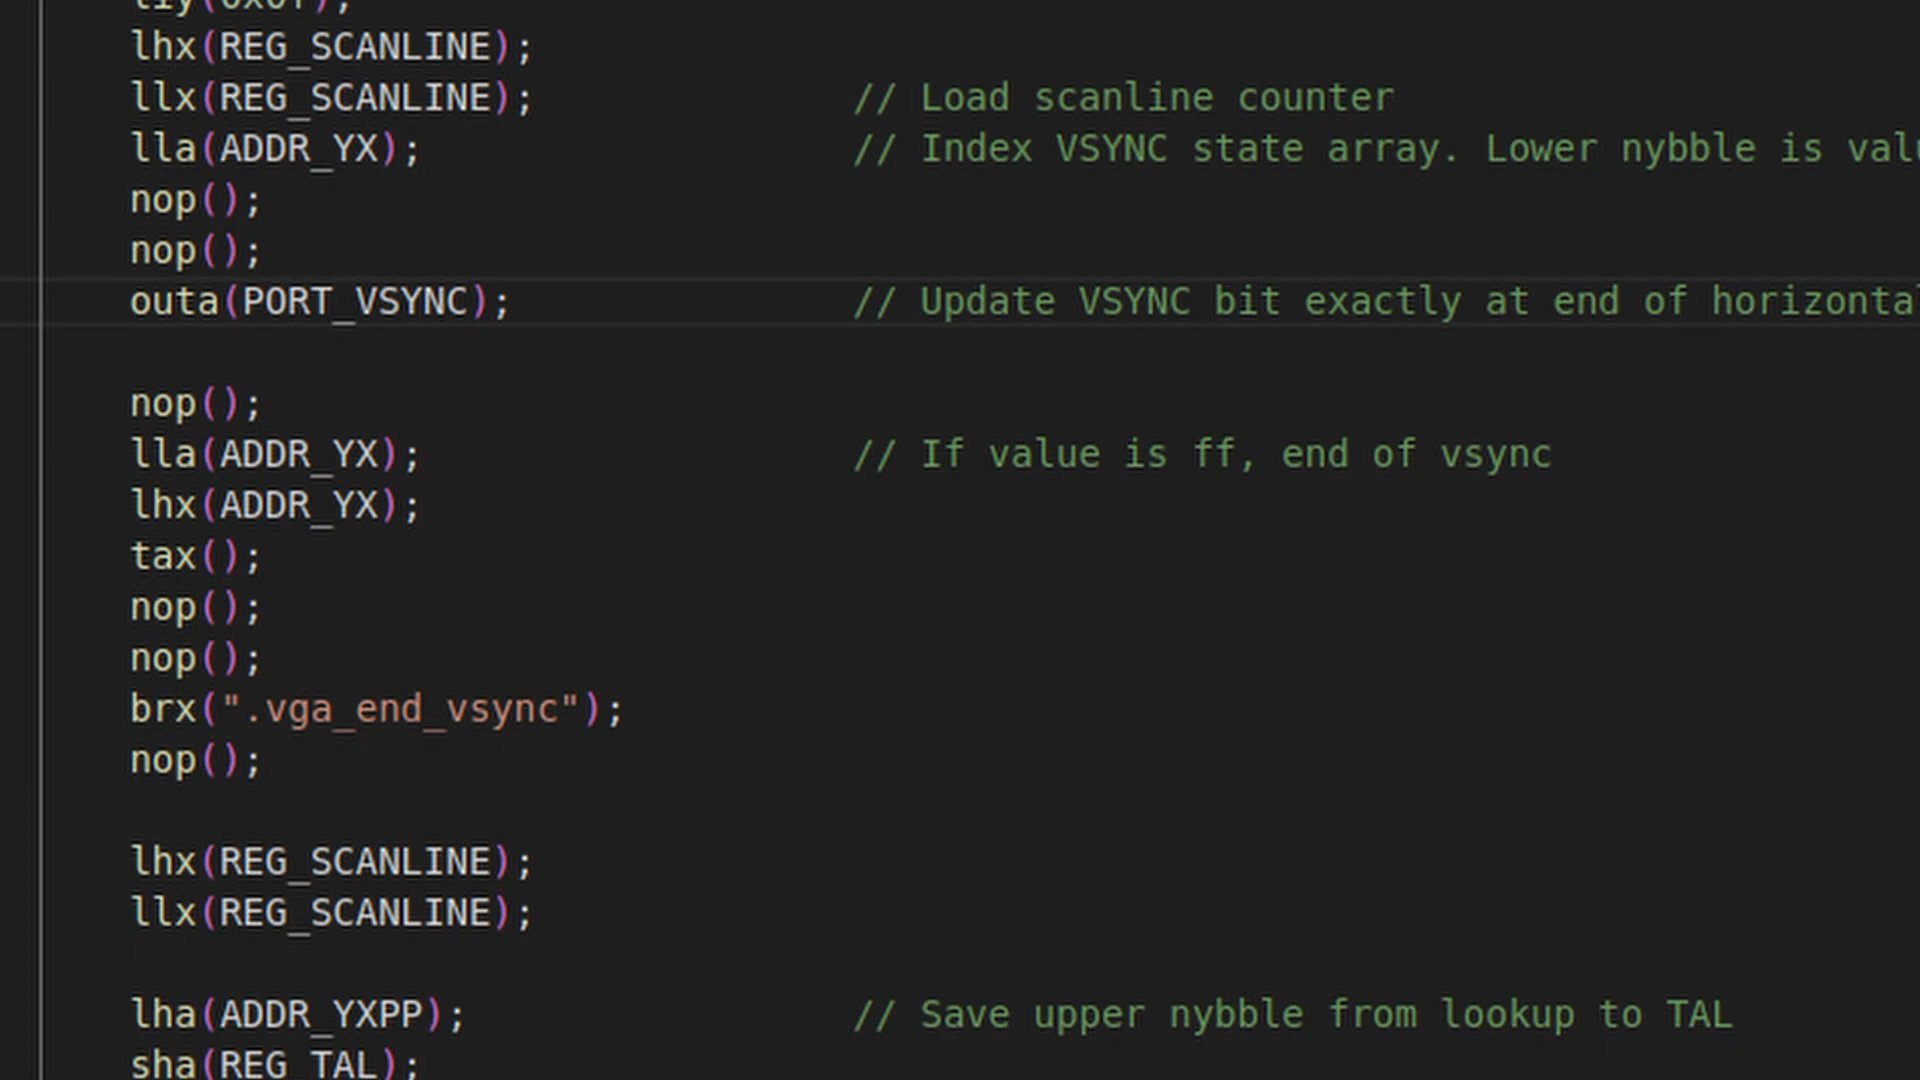 lhx(REG_SCANLINE);
llx(REG_SCANLINE); // Load scanline counter
lla(ADDR_YX); // Index VSYNC state array. Lower nybble is
nop();
nop();
outa(PORT_VSYNC); // Update VSYNC bit exactly at end of
nop();
lla(ADDR_YX); // If value is ff, end of vsync
lhx(ADDR_YX);
tax();
nop();
nop();
brx(".vga_end_vsync");
nop();
lhx(REG_SCANLINE);
llx(REG_SCANLINE);
lha(ADDR_YXPP); // Save upper nybble from lookup to TAL
sha(REG_TAL);